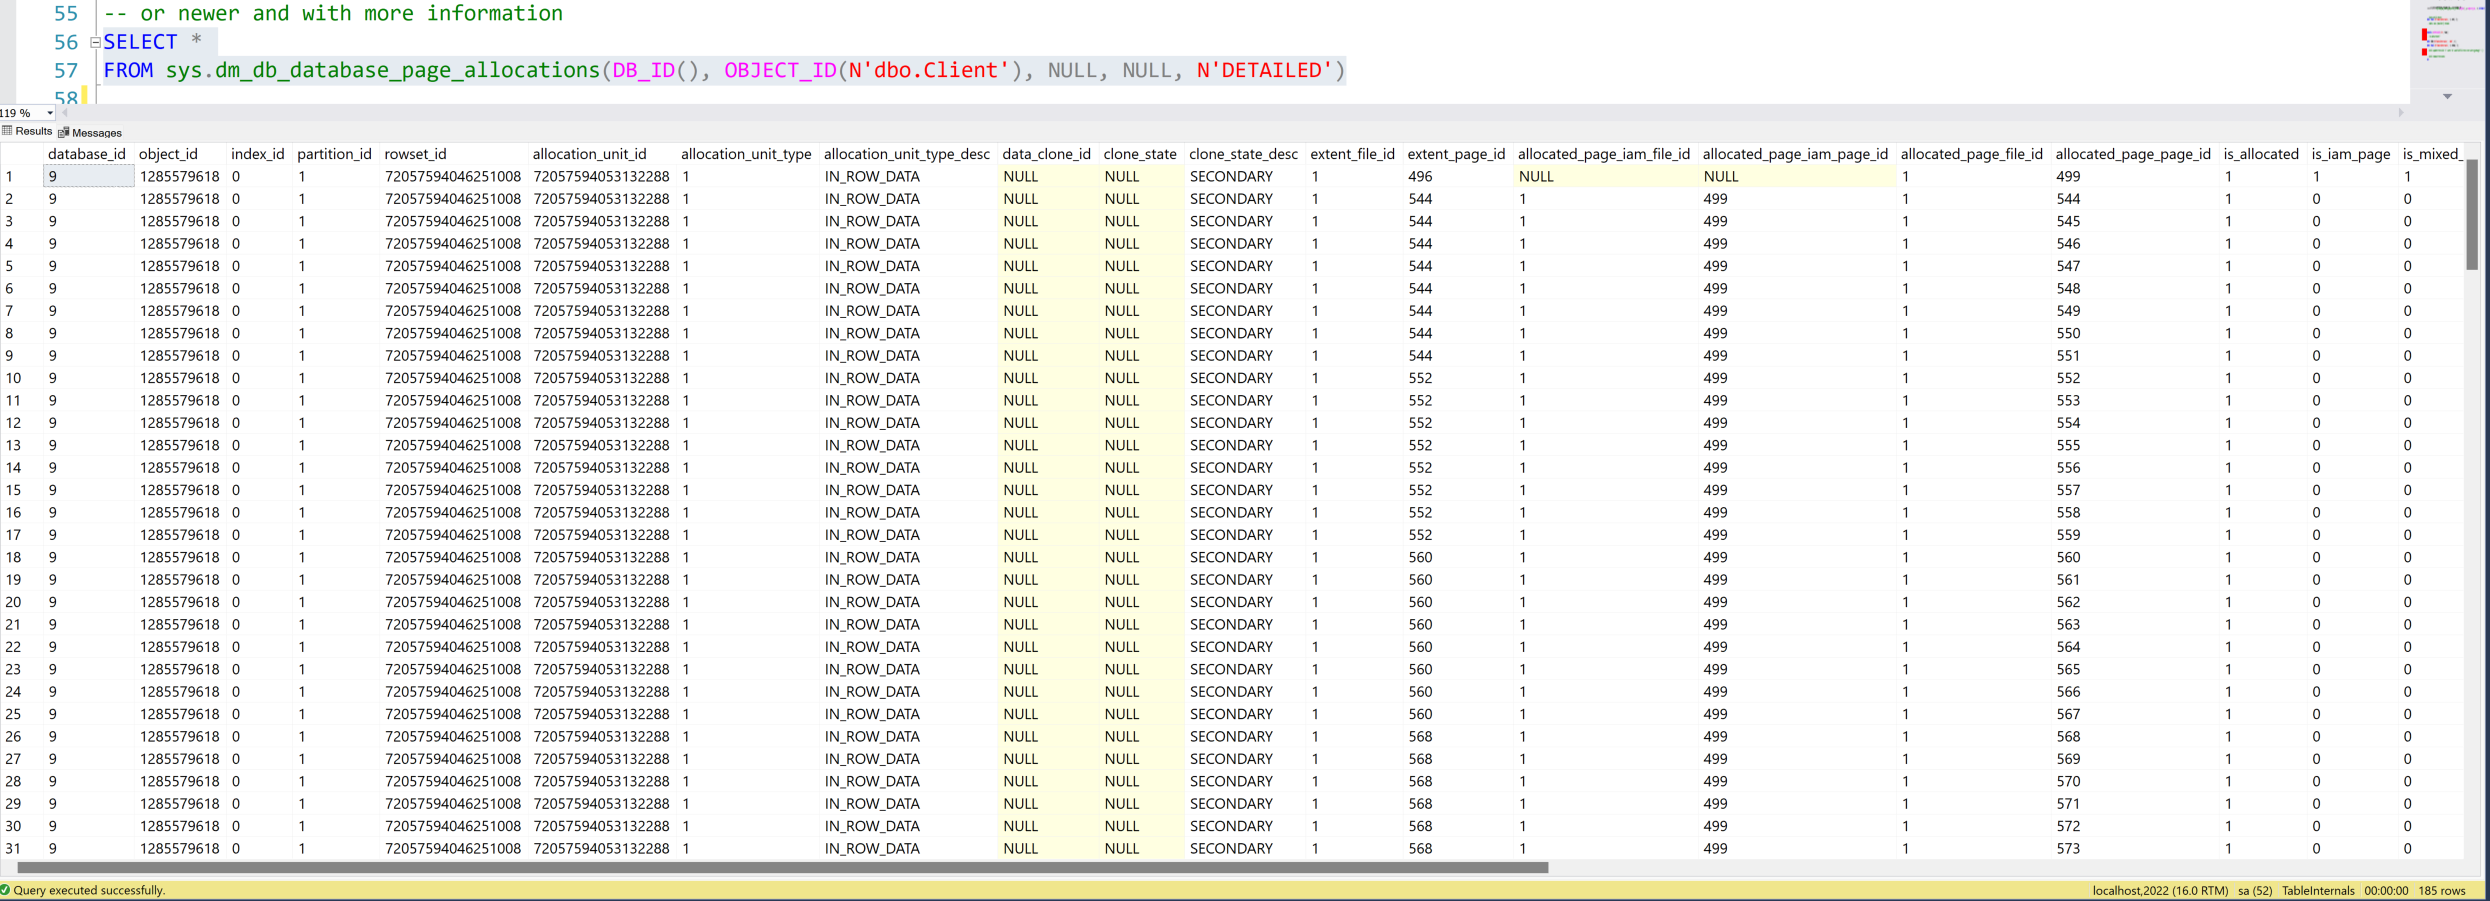 55 -- or newer and with more information
56 SELECT *
57 FROM sys.dm_db_database_page_allocations(DB_ID(), OBJECT_ID(N'dbo.Client'), NULL, NULL, N'DETAILED')
58
119 %
Results Messages
database_id object_id index_id partition_id rowset_id allocation_unit_id allocation_unit_type allocation_unit_type_desc data_clone_id clone_state clone_state_desc extent_file_id extent_page_id allocated_page_iam_file_id allocated_page_iam_page_id allocated_page_file_id allocated_page_page_id is_allocated is_iam_page is_mixed_
1 9 1285579618 0 1 72057594046251008 72057594053132288 1 IN_ROW_DATA NULL NULL SECONDARY 1 496 NULL NULL 1 499 1 1 1
2 9 1285579618 0 1 72057594046251008 72057594053132288 1 IN_ROW_DATA NULL NULL SECONDARY 1 544 1 499 1 544 1 0 0
3 9 1285579618 0 1 72057594046251008 72057594053132288 1 IN_ROW_DATA NULL NULL SECONDARY 1 544 1 499 1 545 1 0 0
4 9 1285579618 0 1 72057594046251008 72057594053132288 1 IN_ROW_DATA NULL NULL SECONDARY 1 544 1 499 1 546 1 0 0
5 9 1285579618 0 1 72057594046251008 72057594053132288 1 IN_ROW_DATA NULL NULL SECONDARY 1 544 1 499 1 547 1 0 0
6 9 1285579618 0 1 72057594046251008 72057594053132288 1 IN_ROW_DATA NULL NULL SECONDARY 1 544 1 499 1 548 1 0 0
7 9 1285579618 0 1 72057594046251008 72057594053132288 1 IN_ROW_DATA NULL NULL SECONDARY 1 544 1 499 1 549 1 0 0
8 9 1285579618 0 1 72057594046251008 72057594053132288 1 IN_ROW_DATA NULL NULL SECONDARY 1 544 1 499 1 550 1 0 0
9 9 1285579618 0 1 72057594046251008 72057594053132288 1 IN_ROW_DATA NULL NULL SECONDARY 1 544 1 499 1 551 1 0 0
10 9 1285579618 0 1 72057594046251008 72057594053132288 1 IN_ROW_DATA NULL NULL SECONDARY 1 552 1 499 1 552 1 0 0
11 9 1285579618 0 1 72057594046251008 72057594053132288 1 IN_ROW_DATA NULL NULL SECONDARY 1 552 1 499 1 553 1 0 0
12 9 1285579618 0 1 72057594046251008 72057594053132288 1 IN_ROW_DATA NULL NULL SECONDARY 1 552 1 499 1 554 1 0 0
13 9 1285579618 0 1 72057594046251008 72057594053132288 1 IN_ROW_DATA NULL NULL SECONDARY 1 552 1 499 1 555 1 0 0
14 9 1285579618 0 1 72057594046251008 72057594053132288 1 IN_ROW_DATA NULL NULL SECONDARY 1 552 1 499 1 556 1 0 0
15 9 1285579618 0 1 72057594046251008 72057594053132288 1 IN_ROW_DATA NULL NULL SECONDARY 1 552 1 499 1 557 1 0 0
16 9 1285579618 0 1 72057594046251008 72057594053132288 1 IN_ROW_DATA NULL NULL SECONDARY 1 552 1 499 1 558 1 0 0
17 9 1285579618 0 1 72057594046251008 72057594053132288 1 IN_ROW_DATA NULL NULL SECONDARY 1 552 1 499 1 559 1 0 0
18 9 1285579618 0 1 72057594046251008 72057594053132288 1 IN_ROW_DATA NULL NULL SECONDARY 1 560 1 499 1 560 1 0 0
19 9 1285579618 0 1 72057594046251008 72057594053132288 1 IN_ROW_DATA NULL NULL SECONDARY 1 560 1 499 1 561 1 0 0
20 9 1285579618 0 1 72057594046251008 72057594053132288 1 IN_ROW_DATA NULL NULL SECONDARY 1 560 1 499 1 562 1 0 0
21 9 1285579618 0 1 72057594046251008 72057594053132288 1 IN_ROW_DATA NULL NULL SECONDARY 1 560 1 499 1 563 1 0 0
22 9 1285579618 0 1 72057594046251008 72057594053132288 1 IN_ROW_DATA NULL NULL SECONDARY 1 560 1 499 1 564 1 0 0
23 9 1285579618 0 1 72057594046251008 72057594053132288 1 IN_ROW_DATA NULL NULL SECONDARY 1 560 1 499 1 565 1 0 0
24 9 1285579618 0 1 72057594046251008 72057594053132288 1 IN_ROW_DATA NULL NULL SECONDARY 1 560 1 499 1 566 1 0 0
25 9 1285579618 0 1 72057594046251008 72057594053132288 1 IN_ROW_DATA NULL NULL SECONDARY 1 560 1 499 1 567 1 0 0
26 9 1285579618 0 1 72057594046251008 72057594053132288 1 IN_ROW_DATA NULL NULL SECONDARY 1 568 1 499 1 568 1 0 0
27 9 1285579618 0 1 72057594046251008 72057594053132288 1 IN_ROW_DATA NULL NULL SECONDARY 1 568 1 499 1 569 1 0 0
28 9 1285579618 0 1 72057594046251008 72057594053132288 1 IN_ROW_DATA NULL NULL SECONDARY 1 568 1 499 1 570 1 0 0
29 9 1285579618 0 1 72057594046251008 72057594053132288 1 IN_ROW_DATA NULL NULL SECONDARY 1 568 1 499 1 571 1 0 0
30 9 1285579618 0 1 72057594046251008 72057594053132288 1 IN_ROW_DATA NULL NULL SECONDARY 1 568 1 499 1 572 1 0 0
31 9 1285579618 0 1 72057594046251008 72057594053132288 1 IN_ROW_DATA NULL NULL SECONDARY 1 568 1 499 1 573 1 0 0
Query executed successfully. localhost,2022 (16.0 RTM) sa (52) TableInternals 00:00:00 185 rows